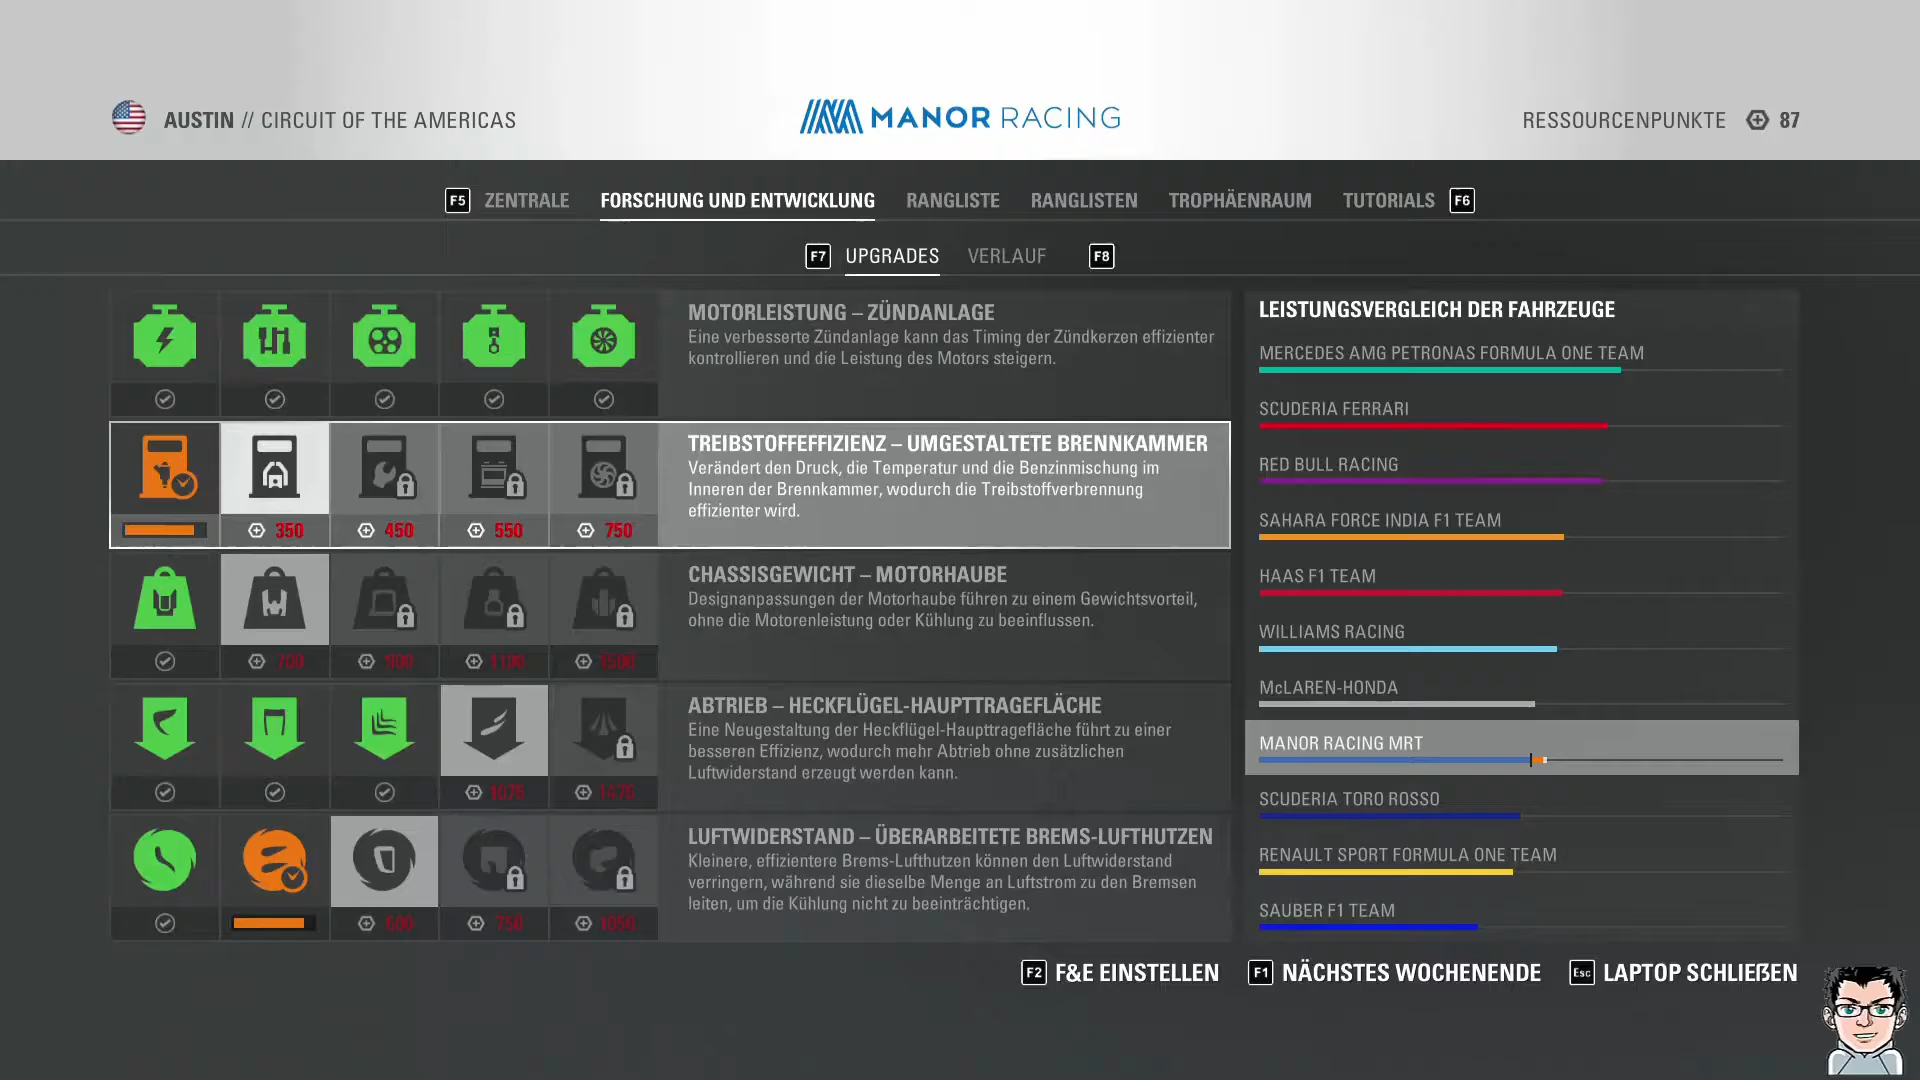 AUSTIN // CIRCUIT OF THE AMERICAS
MANOR RACING
RESSOURCENPUNKTE 87
F5 ZENTRALE FORSCHUNG UND ENTWICKLUNG RANGLISTE RANGLISTEN TROPHÄENRAUM TUTORIALS F6
F7 UPGRADES VERLAUF F8
MOTORLEISTUNG – ZÜNDANLAGE
Eine verbesserte Zündanlage kann das Timing der Zündkerzen effizienter
kontrollieren und die Leistung des Motors steigern.
TREIBSTOFFEFFIZIENZ – UMGESTALTETE BRENNKAMMER
Verändert den Druck, die Temperatur und die Benzinmischung im
Inneren der Brennkammer, wodurch die Treibstoffverbrennung
effizienter wird.
350 450 550 750
CHASSISGEWICHT – MOTORHAUBE
Designanpassungen der Motorhaube führen zu einem Gewichtsvorteil,
ohne die Motorenleistung oder Kühlung zu beeinflussen.
700 900 1100 1500
ABTRIEB – HECKFLÜGEL-HAUPTTRAGEFLÄCHE
Eine Neugestaltung der Heckflügel-Haupttragefläche führt zu einer
besseren Effizienz, wodurch mehr Abtrieb ohne zusätzlichen
Luftwiderstand erzeugt werden kann.
1075 1475
LUFTWIDERSTAND – ÜBERARBEITETE BREMS-LUFTHUTZEN
Kleinere, effizientere Brems-Lufthutzen können den Luftwiderstand
verringern, während sie dieselbe Menge an Luftstrom zu den Bremsen
leiten, um die Kühlung nicht zu beeinträchtigen.
600 750 1050
LEISTUNGSVERGLEICH DER FAHRZEUGE
MERCEDES AMG PETRONAS FORMULA ONE TEAM
SCUDERIA FERRARI
RED BULL RACING
SAHARA FORCE INDIA F1 TEAM
HAAS F1 TEAM
WILLIAMS RACING
McLAREN-HONDA
MANOR RACING MRT
SCUDERIA TORO ROSSO
RENAULT SPORT FORMULA ONE TEAM
SAUBER F1 TEAM
F2 F&E EINSTELLEN F1 NÄCHSTES WOCHENENDE Esc LAPTOP SCHLIEßEN